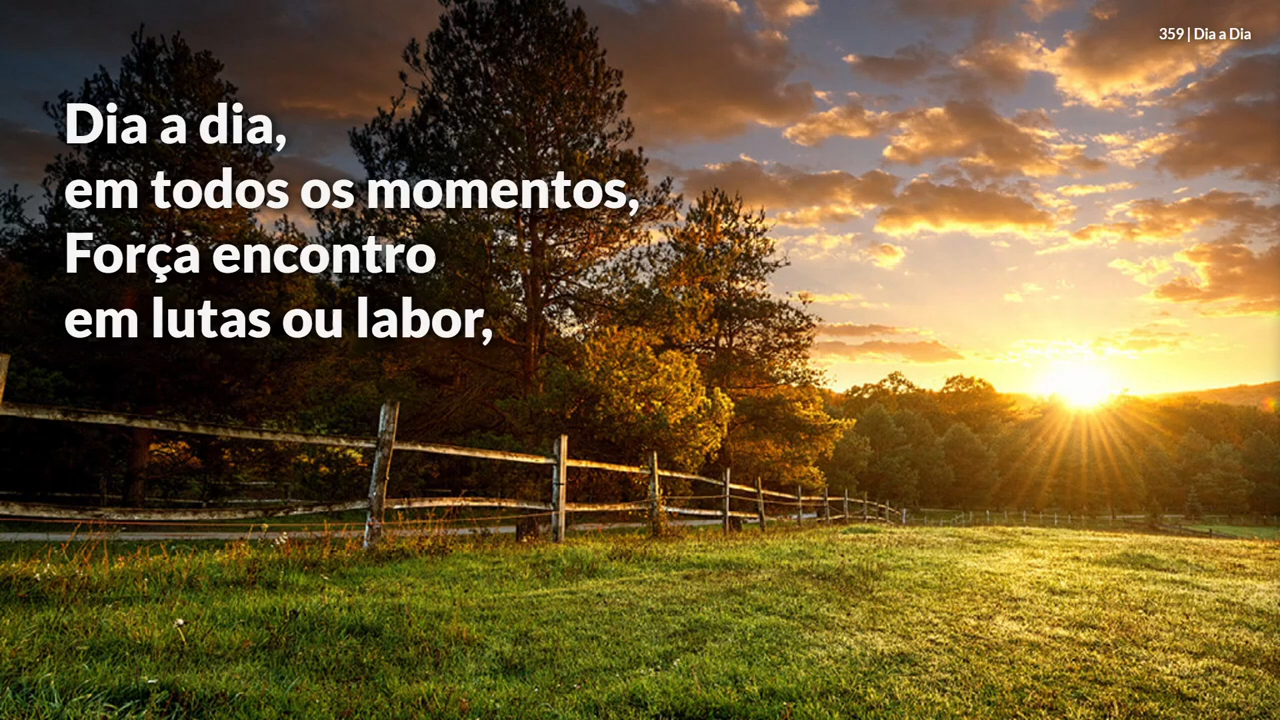 359 | Dia a Dia
Dia a dia,
em todos os momentos,
Força encontro
em lutas ou labor,